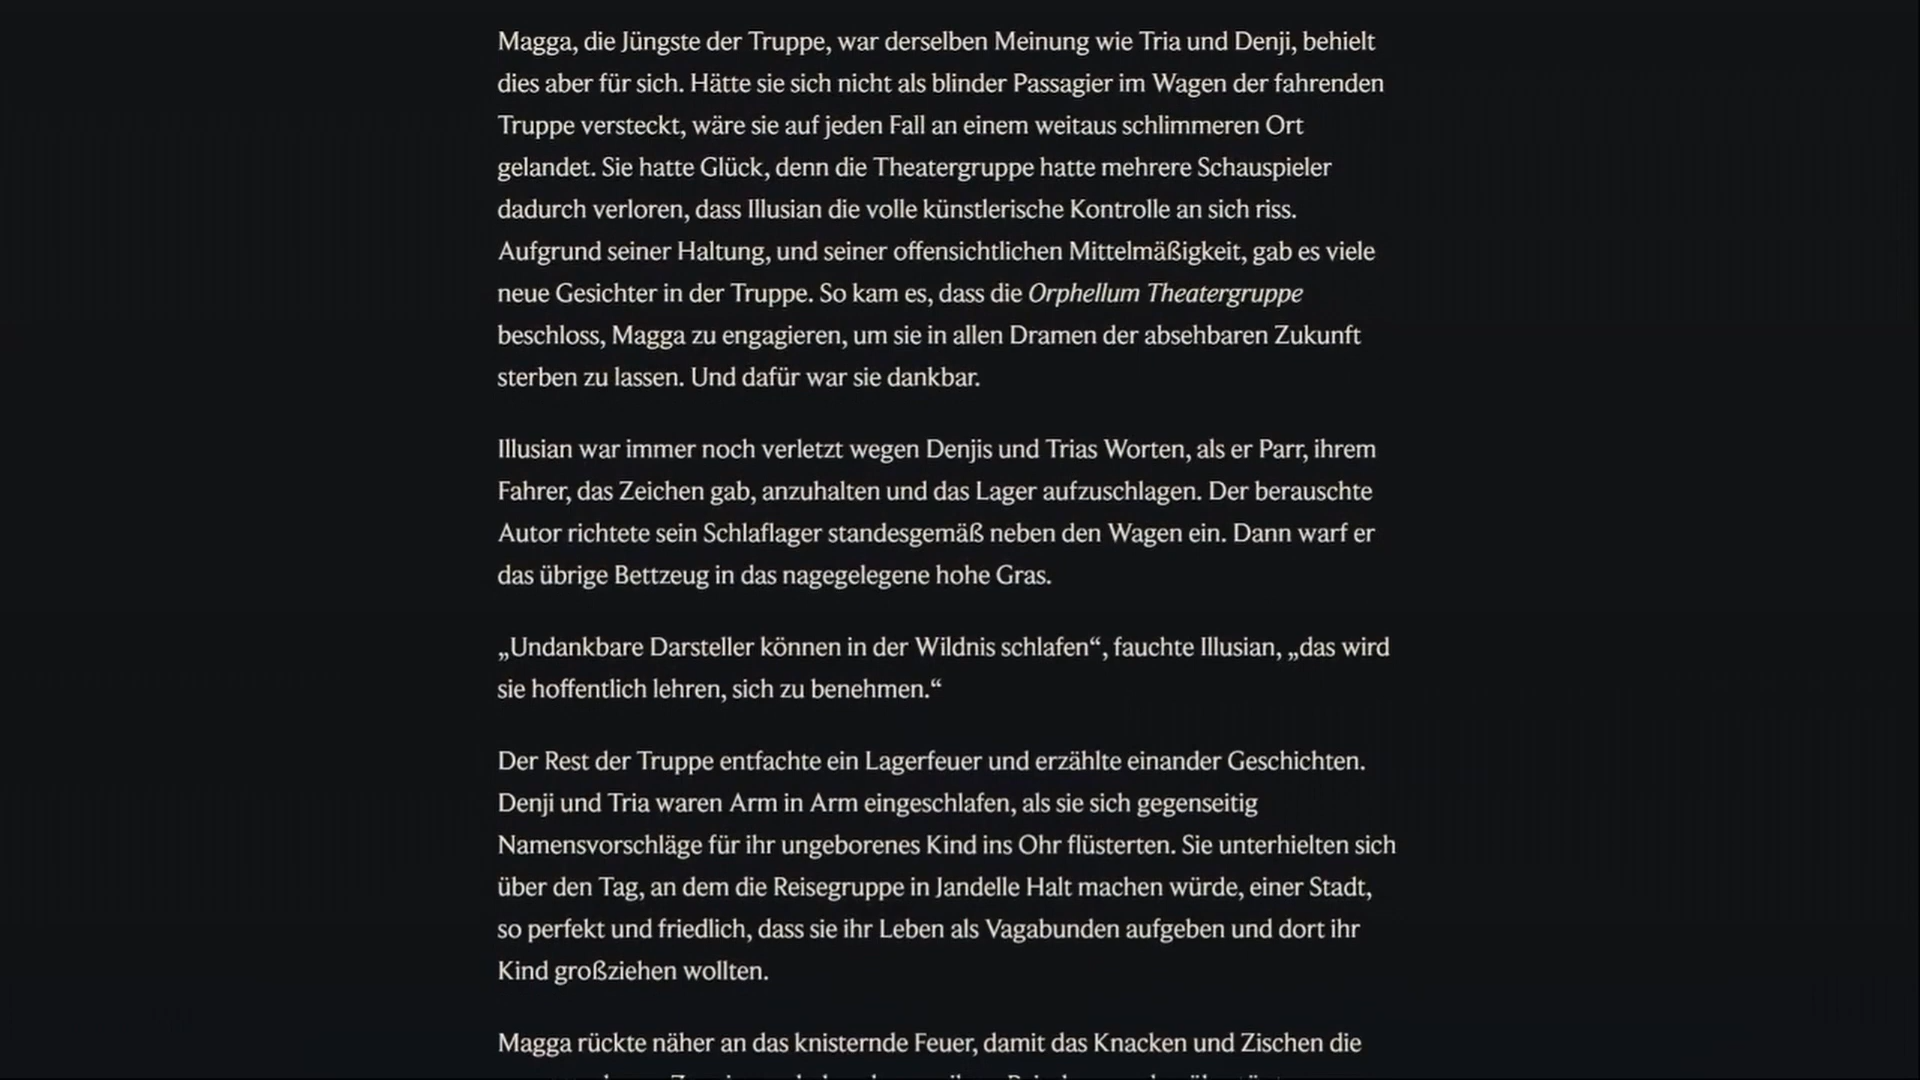 Magga, die Jüngste der Truppe, war derselben Meinung wie Tria und Denji, behielt
dies aber für sich. Hätte sie sich nicht als blinder Passagier im Wagen der fahrenden
Truppe versteckt, wäre sie auf jeden Fall an einem weitaus schlimmeren Ort
gelandet. Sie hatte Glück, denn die Theatergruppe hatte mehrere Schauspieler
dadurch verloren, dass Illusian die volle künstlerische Kontrolle an sich riss.
Aufgrund seiner Haltung, und seiner offensichtlichen Mittelmäßigkeit, gab es viele
neue Gesichter in der Truppe. So kam es, dass die Orphellum Theatergruppe
beschloss, Magga zu engagieren, um sie in allen Dramen der absehbaren Zukunft
sterben zu lassen. Und dafür war sie dankbar.
Illusian war immer noch verletzt wegen Denjis und Trias Worten, als er Parr, ihrem
Fahrer, das Zeichen gab, anzuhalten und das Lager aufzuschlagen. Der berauschte
Autor richtete sein Schlaflager standesgemäß neben den Wagen ein. Dann warf er
das übrige Bettzeug in das nagegelegene hohe Gras.
„Undankbare Darsteller können in der Wildnis schlafen“, fauchte Illusian, „das wird
sie hoffentlich lehren, sich zu benehmen.“
Der Rest der Truppe entfachte ein Lagerfeuer und erzählte einander Geschichten.
Denji und Tria waren Arm in Arm eingeschlafen, als sie sich gegenseitig
Namensvorschläge für ihr ungeborenes Kind ins Ohr flüsterten. Sie unterhielten sich
über den Tag, an dem die Reisegruppe in Jandelle Halt machen würde, einer Stadt,
so perfekt und friedlich, dass sie ihr Leben als Vagabunden aufgeben und dort ihr
Kind großziehen wollten.
Magga rückte näher an das knisternde Feuer, damit das Knacken und Zischen die